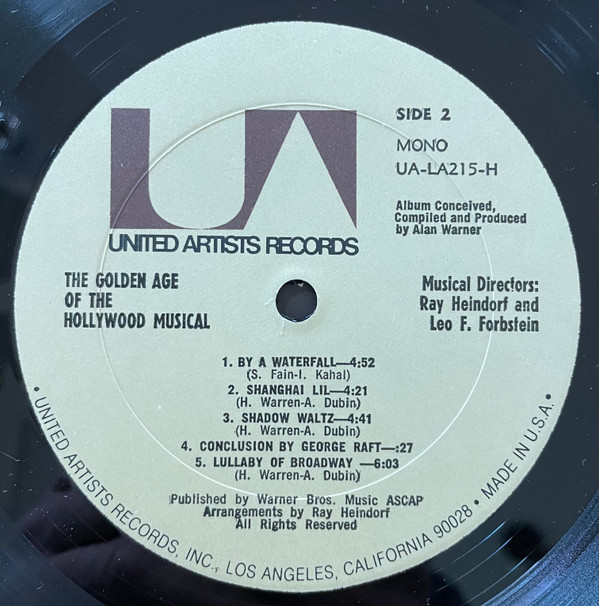 UA
UNITED ARTISTS RECORDS
SIDE 2
MONO
UA-LA215-H
Album Conceived,
Compiled and Produced
by Alan Warner
THE GOLDEN AGE
OF THE
HOLLYWOOD MUSICAL
Musical Directors:
Ray Heindorf and
Leo F. Forbstein
1. BY A WATERFALL—4:52
(S. Fain-I. Kahal)
2. SHANGHAI LIL—4:21
(H. Warren-A. Dubin)
3. SHADOW WALTZ—4:41
(H. Warren-A. Dubin)
4. CONCLUSION BY GEORGE RAFT—:27
5. LULLABY OF BROADWAY —6:03
(H. Warren-A. Dubin)
Published by Warner Bros. Music ASCAP
Arrangements by Ray Heindorf
All Rights Reserved
• UNITED ARTISTS RECORDS, INC., LOS ANGELES, CALIFORNIA 90028 • MADE IN U.S.A. •